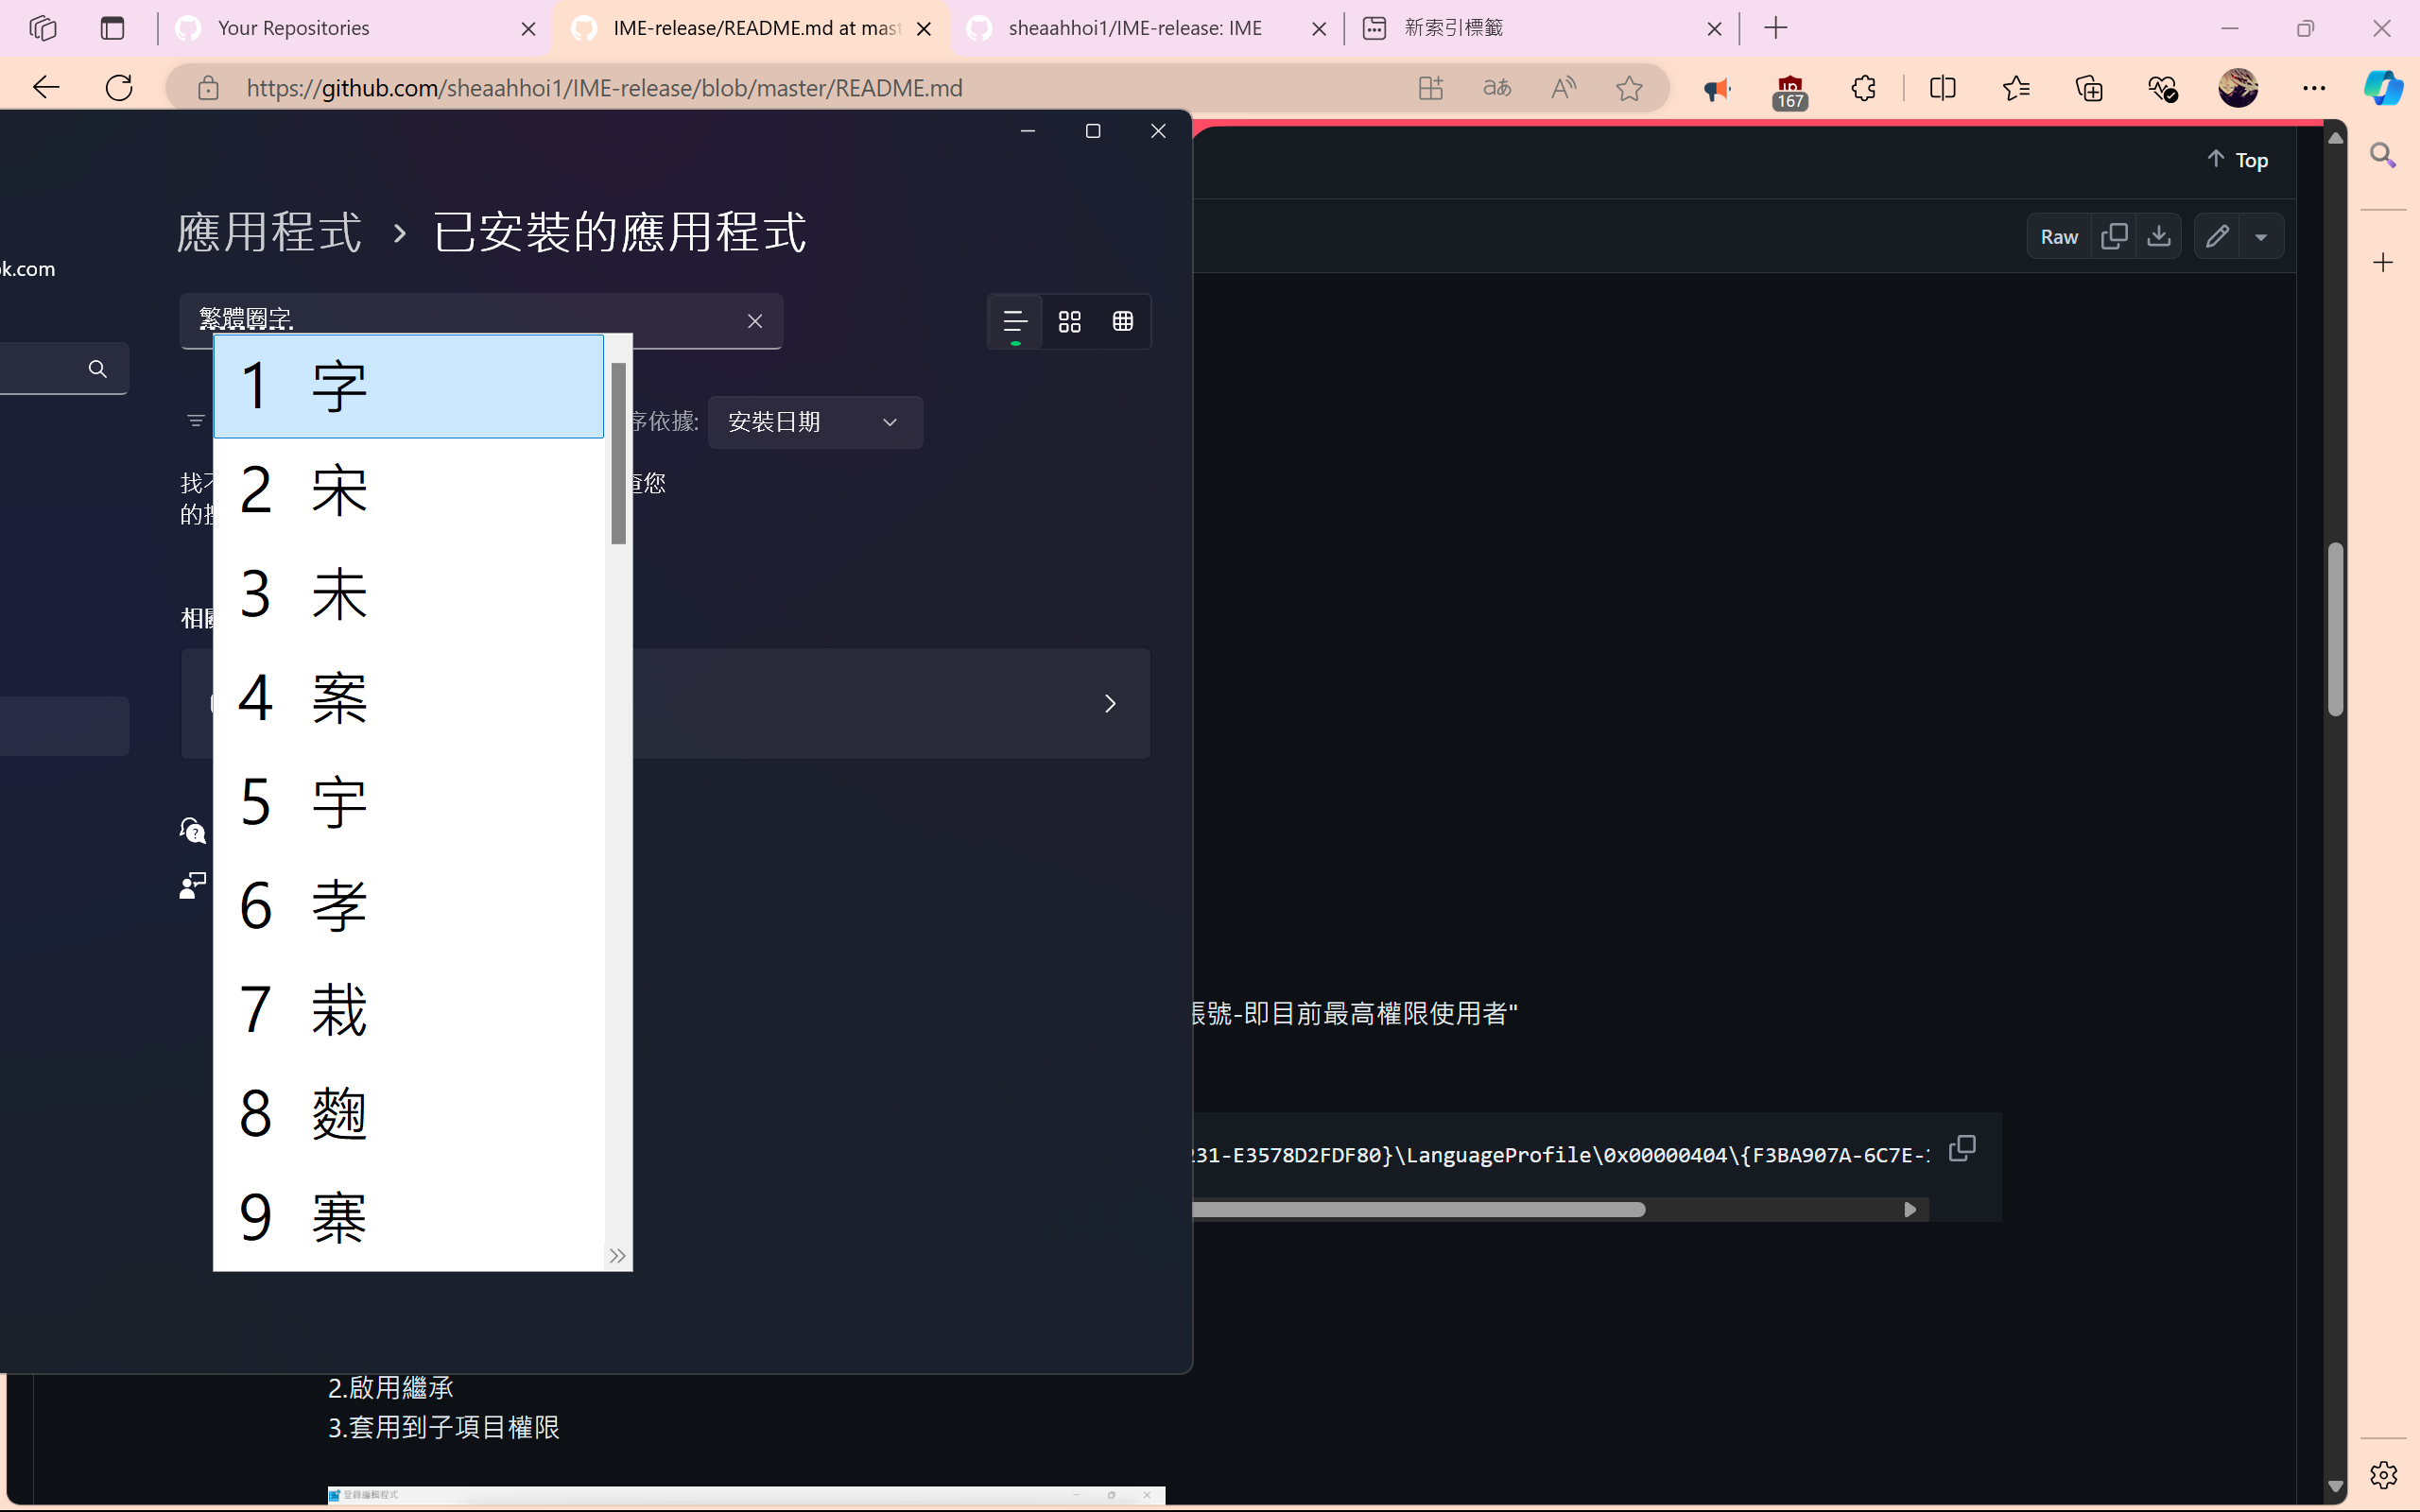 Your Repositories
IME-release/README.md at mast
sheaahhoi1/IME-release: IME
新索引標籤
https://github.com/sheaahhoi1/IME-release/blob/master/README.md
167
Top
應用程式 › 已安裝的應用程式
Raw
k.com
繁體圈字
1 字
序依據:
安裝日期
2 宋
找不
查您
的搜
3 未
相關
4 案
5 宇
6 孝
7 栽
帳號-即目前最高權限使用者"
8 麴
231-E3578D2FDF80}\LanguageProfile\0x00000404\{F3BA907A-6C7E-
9 寨
2.啟用繼承
3.套用到子項目權限
登錄編輯程式